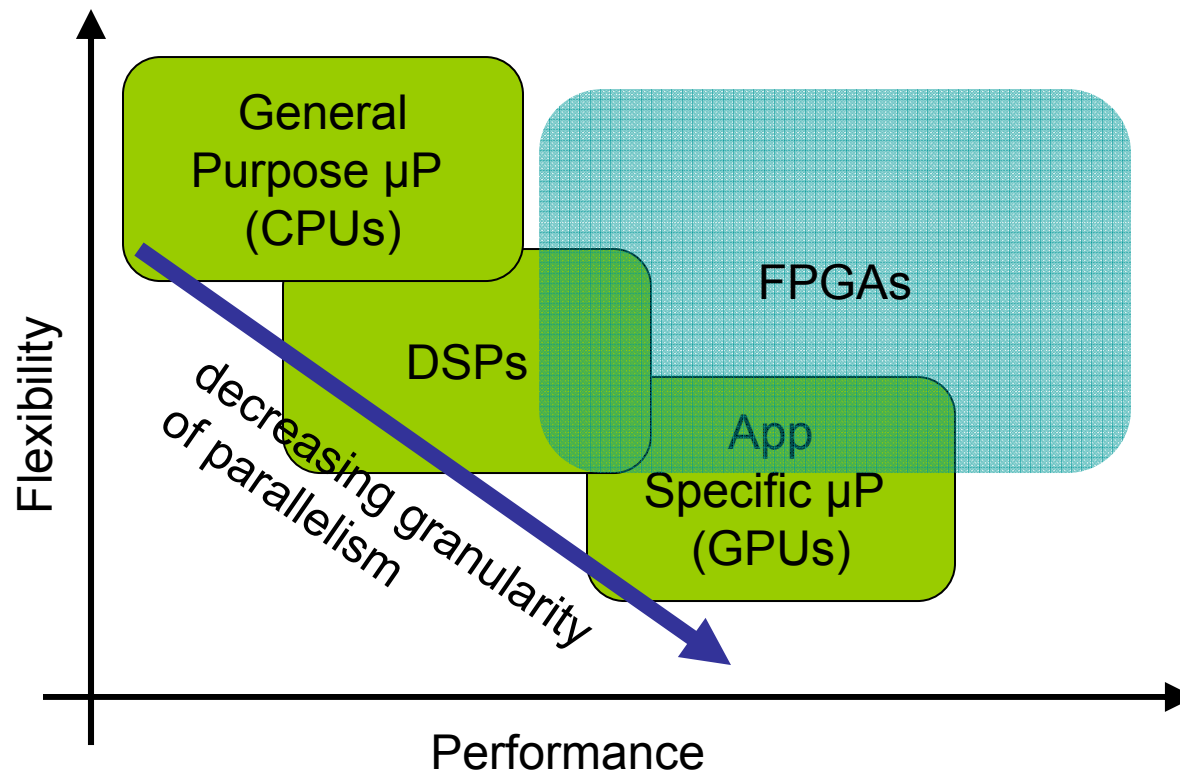 General
Purpose µP
(CPUs)
FPGAs
DSPs
App
Specific µP
(GPUs)
decreasing granularity
of parallelism
Flexibility
Performance